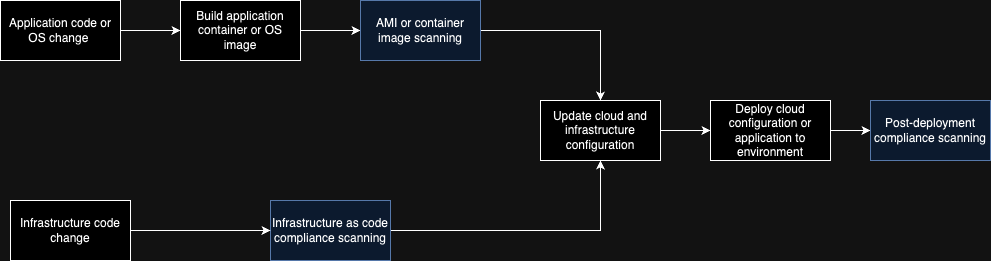 Application code or
OS change
Build application
container or OS
image
AMI or container
image scanning
Update cloud and
infrastructure
configuration
Deploy cloud
configuration or
application to
environment
Post-deployment
compliance scanning
Infrastructure code
change
Infrastructure as code
compliance scanning